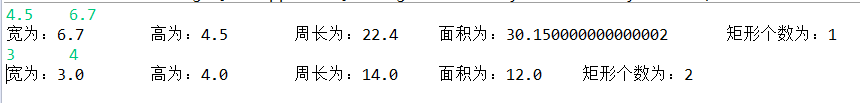 4.5    6.7
宽为：6.7    高为：4.5    周长为：22.4    面积为：30.150000000000002    矩形个数为：1
3    4
宽为：3.0    高为：4.0    周长为：14.0    面积为：12.0    矩形个数为：2